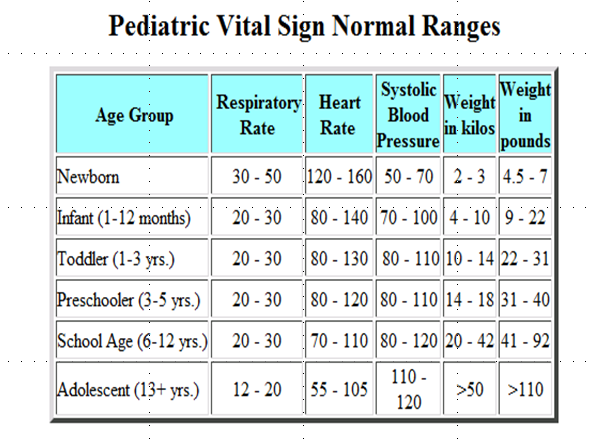 Pediatric Vital Sign Normal Ranges
Age Group Respiratory Rate Heart Rate Systolic Blood Pressure Weight in kilos Weight in pounds
Newborn 30 - 50 120 - 160 50 - 70 2 - 3 4.5 - 7
Infant (1-12 months) 20 - 30 80 - 140 70 - 100 4 - 10 9 - 22
Toddler (1-3 yrs.) 20 - 30 80 - 130 80 - 110 10 - 14 22 - 31
Preschooler (3-5 yrs.) 20 - 30 80 - 120 80 - 110 14 - 18 31 - 40
School Age (6-12 yrs.) 20 - 30 70 - 110 80 - 120 20 - 42 41 - 92
Adolescent (13+ yrs.) 12 - 20 55 - 105 110 - 120 >50 >110